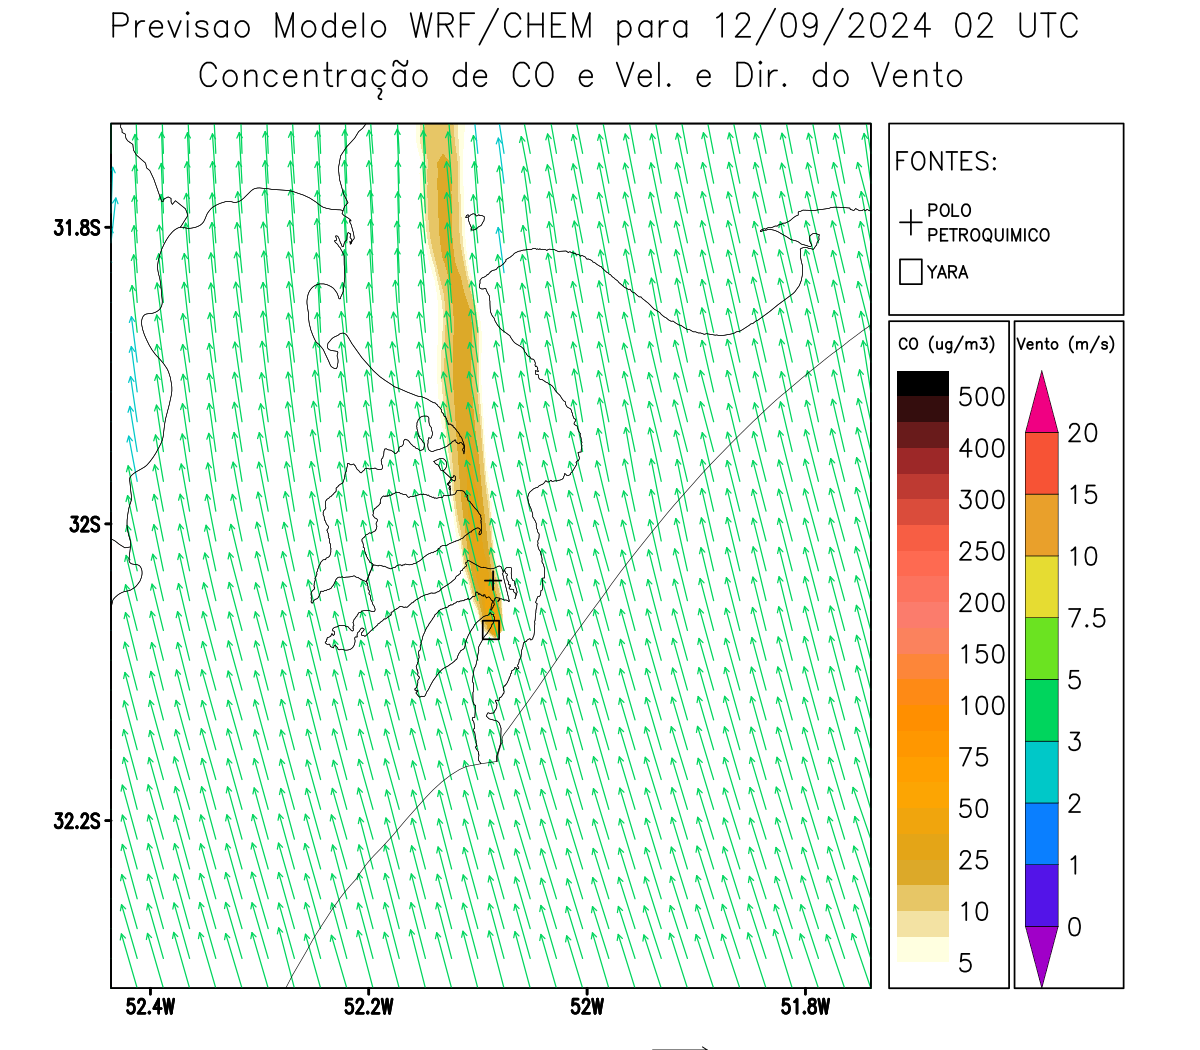 Previsao Modelo WRF/CHEM para 12/09/2024 02 UTC
Concentração de CO e Vel. e Dir. do Vento
FONTES:
POLO
PETROQUIMICO
YARA
CO (ug/m3)
500
400
300
250
200
150
100
75
50
25
10
5
Vento (m/s)
20
15
10
7.5
5
3
2
1
0
31.8S
32S
32.2S
52.4W
52.2W
52W
51.8W